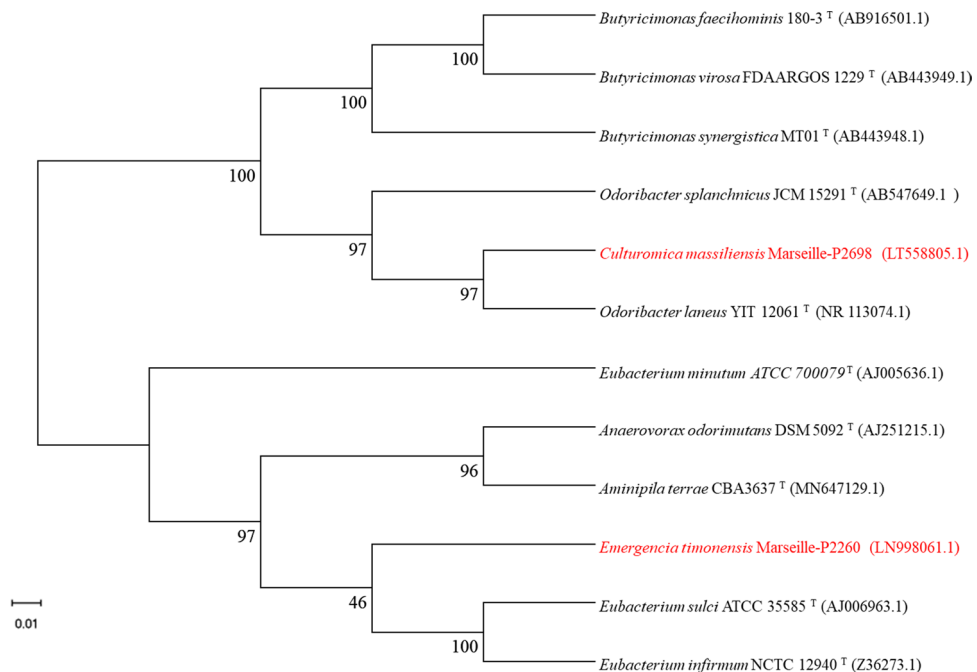 Butyricimonas faecihominis 180-3 T (AB916501.1)
100
Butyricimonas virosa FDAARGOS 1229 T (AB443949.1)
100
Butyricimonas synergistica MT01 T (AB443948.1)
100
Odoribacter splanchnicus JCM 15291 T (AB547649.1 )
97
Culturomica massiliensis Marseille-P2698 (LT558805.1)
97
Odoribacter laneus YIT 12061 T (NR 113074.1)
Eubacterium minutum ATCC 700079 T (AJ005636.1)
Anaerovorax odorimutans DSM 5092 T (AJ251215.1)
96
Aminipila terrae CBA3637 T (MN647129.1)
97
Emergencia timonensis Marseille-P2260 (LN998061.1)
46
Eubacterium sulci ATCC 35585 T (AJ006963.1)
0.01
100
Eubacterium infirmum NCTC 12940 T (Z36273.1)